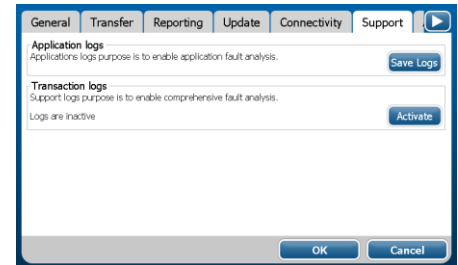 General Transfer Reporting Update Connectivity Support
Application logs
Applications logs purpose is to enable application fault analysis.
Save Logs
Transaction logs
Support logs purpose is to enable comprehensive fault analysis.
Logs are inactive
Activate
OK Cancel